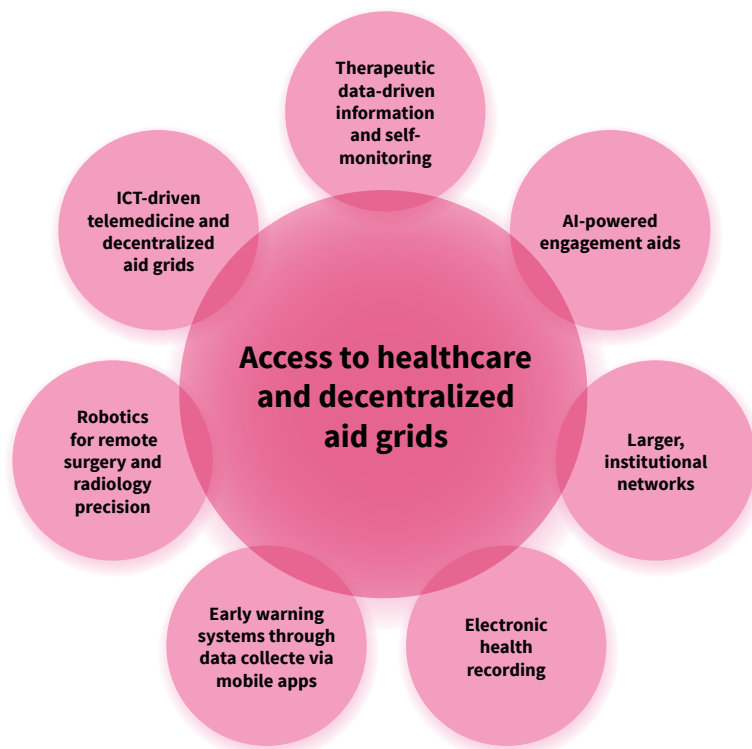 Therapeutic
data-driven
information
and self-
monitoring
ICT-driven
telemedicine and
decentralized
aid grids
AI-powered
engagement aids
Access to healthcare
and decentralized
aid grids
Robotics
for remote
surgery and
radiology
precision
Larger,
institutional
networks
Early warning
systems through
data collecte via
mobile apps
Electronic
health
recording